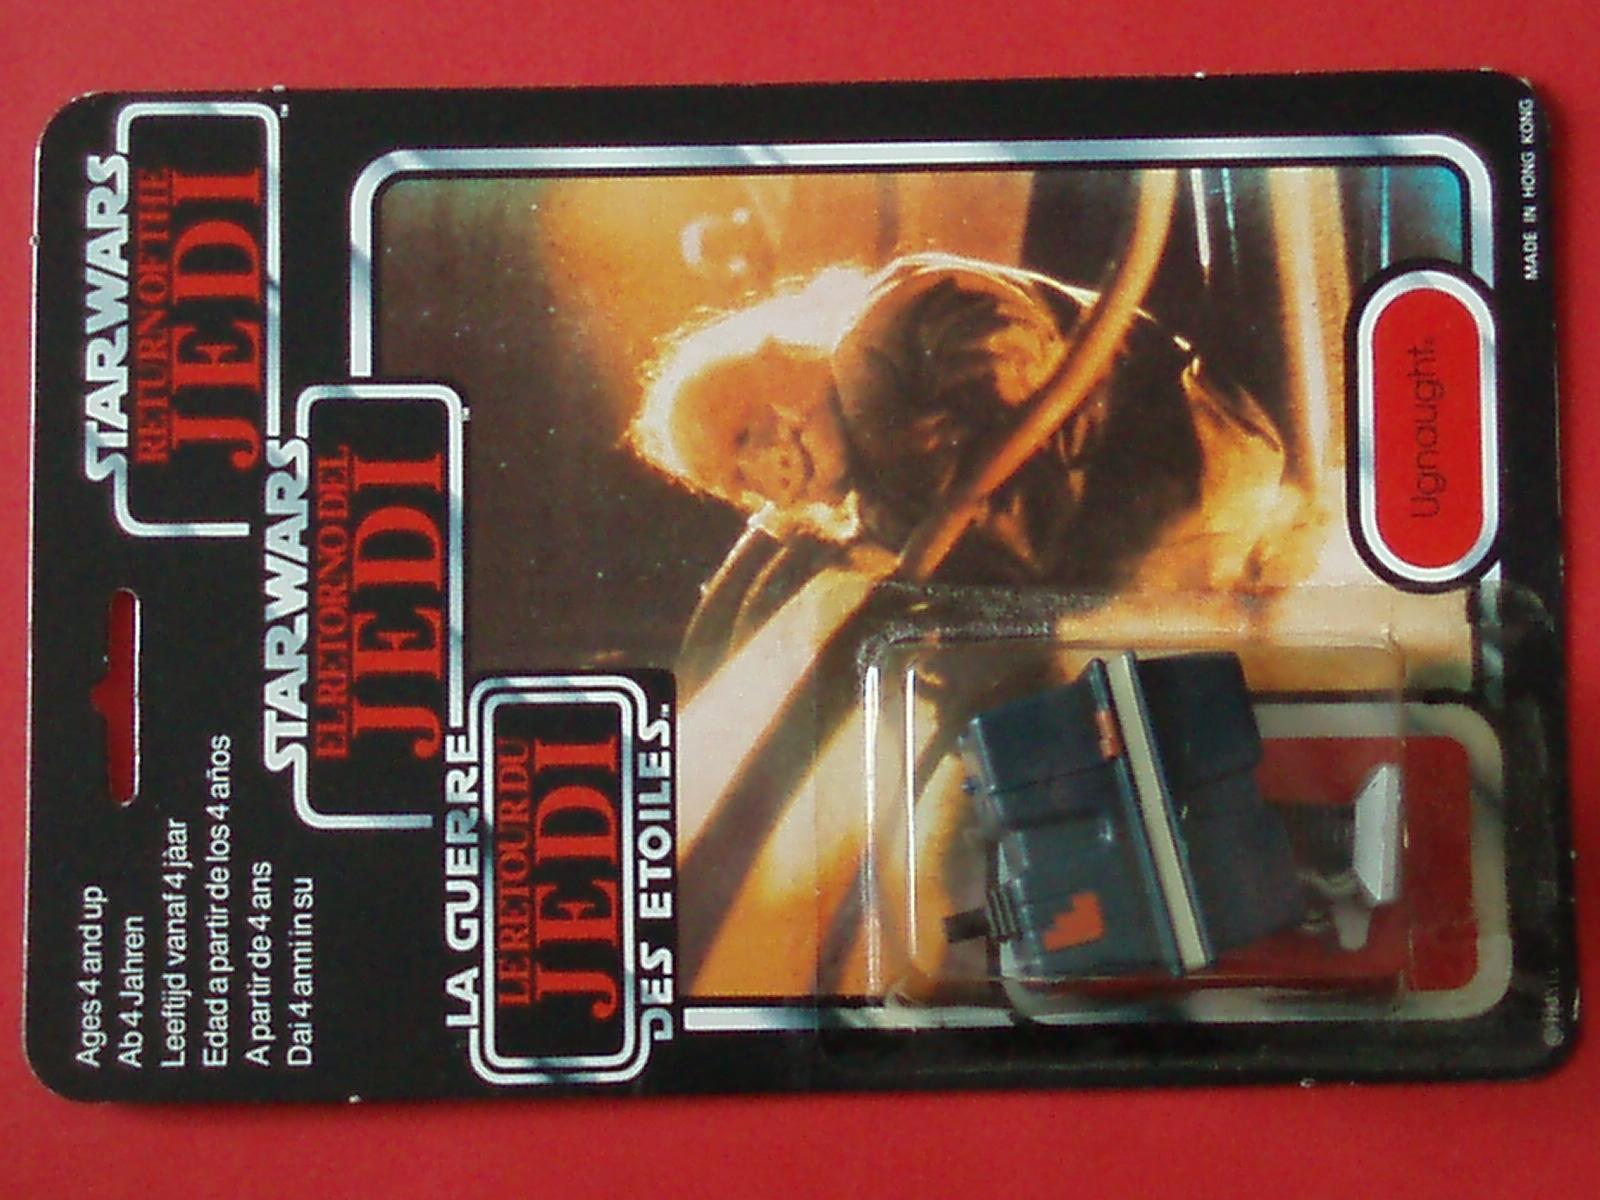 Ages 4 and up
Ab 4 Jahren
Leeftijd vanaf 4 jaar
Edad a partir de los 4 años
A partir de 4 ans
Dai 4 anni in su
STAR WARS
RETURN OF THE
JEDI
STAR WARS
EL RETORNO DEL
JEDI
LA GUERRE
LE RETOUR DU
JEDI
DES ETOILES
Ugnaught
MADE IN HONG KONG